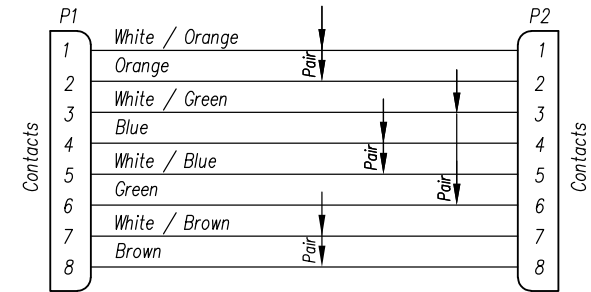 P1 P2
White / Orange
1 Pair 1
Orange
2 2
White / Green
3 3
Blue
4 4
Contacts Pair Contacts
White / Blue
5 5
Green Pair
6 6
White / Brown
7 7
Brown Pair
8 8